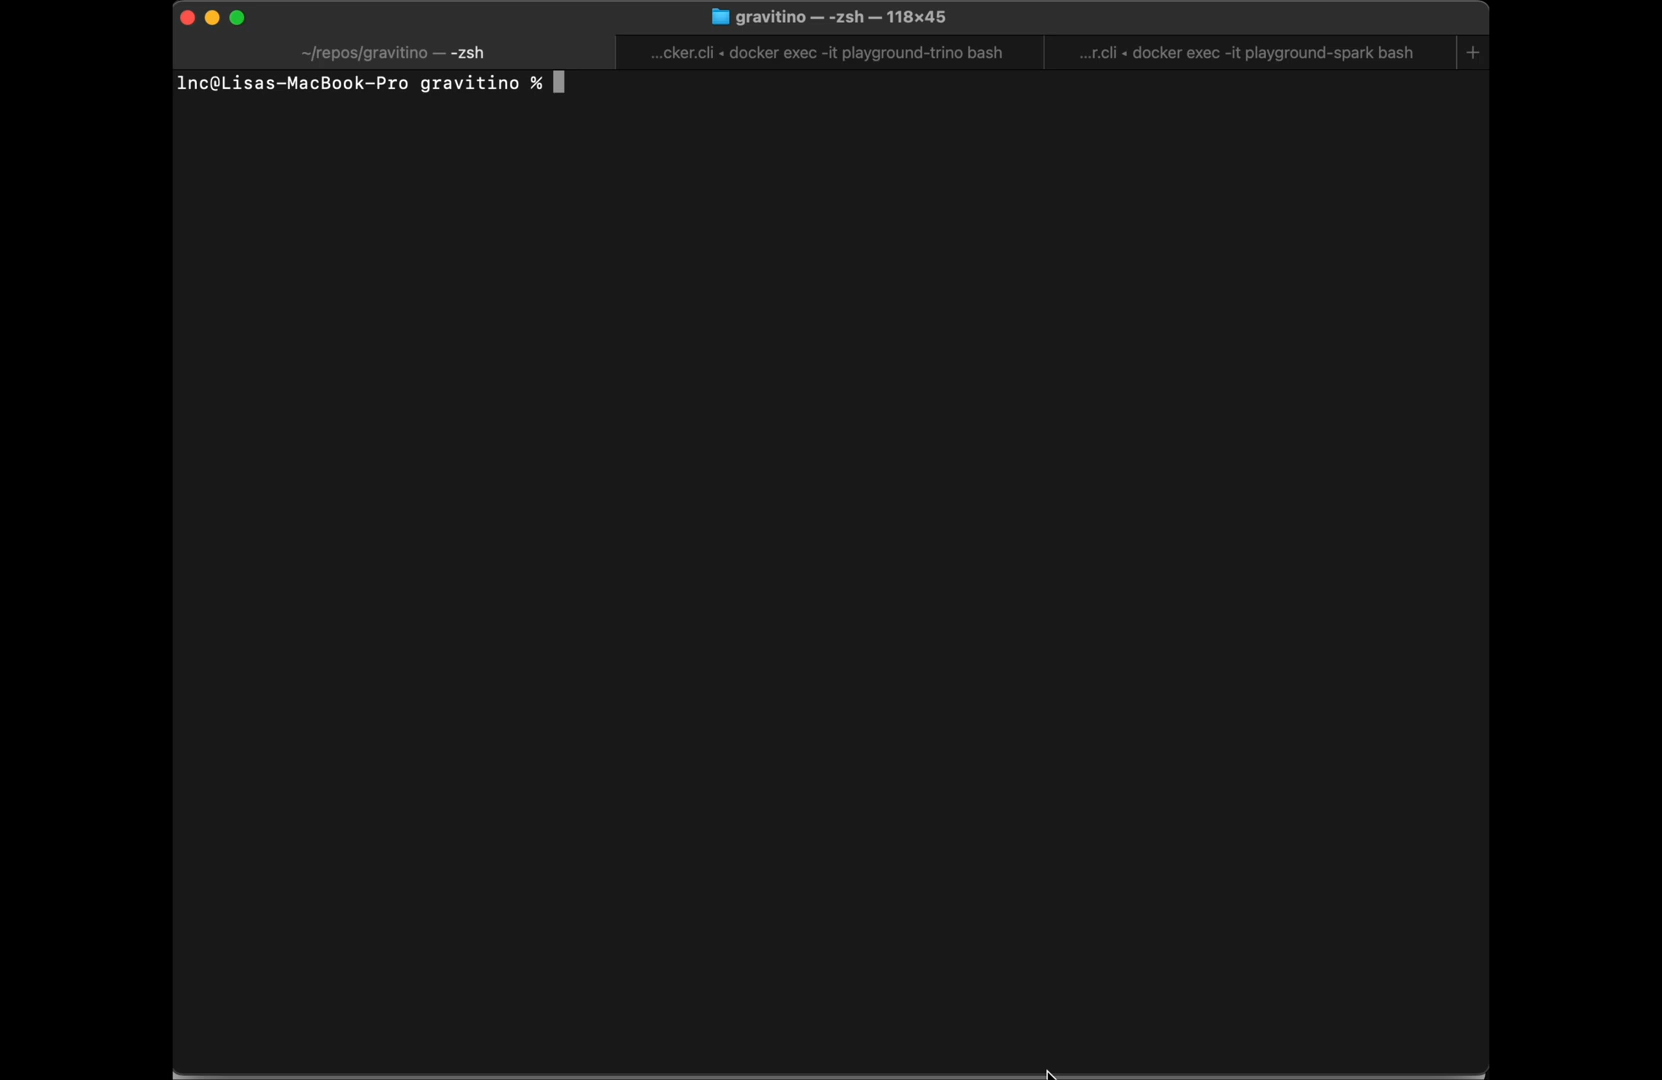 gravitino — -zsh — 118×45
~/repos/gravitino — -zsh
...cker.cli ◂ docker exec -it playground-trino bash
...r.cli ◂ docker exec -it playground-spark bash
+
lnc@Lisas-MacBook-Pro gravitino %